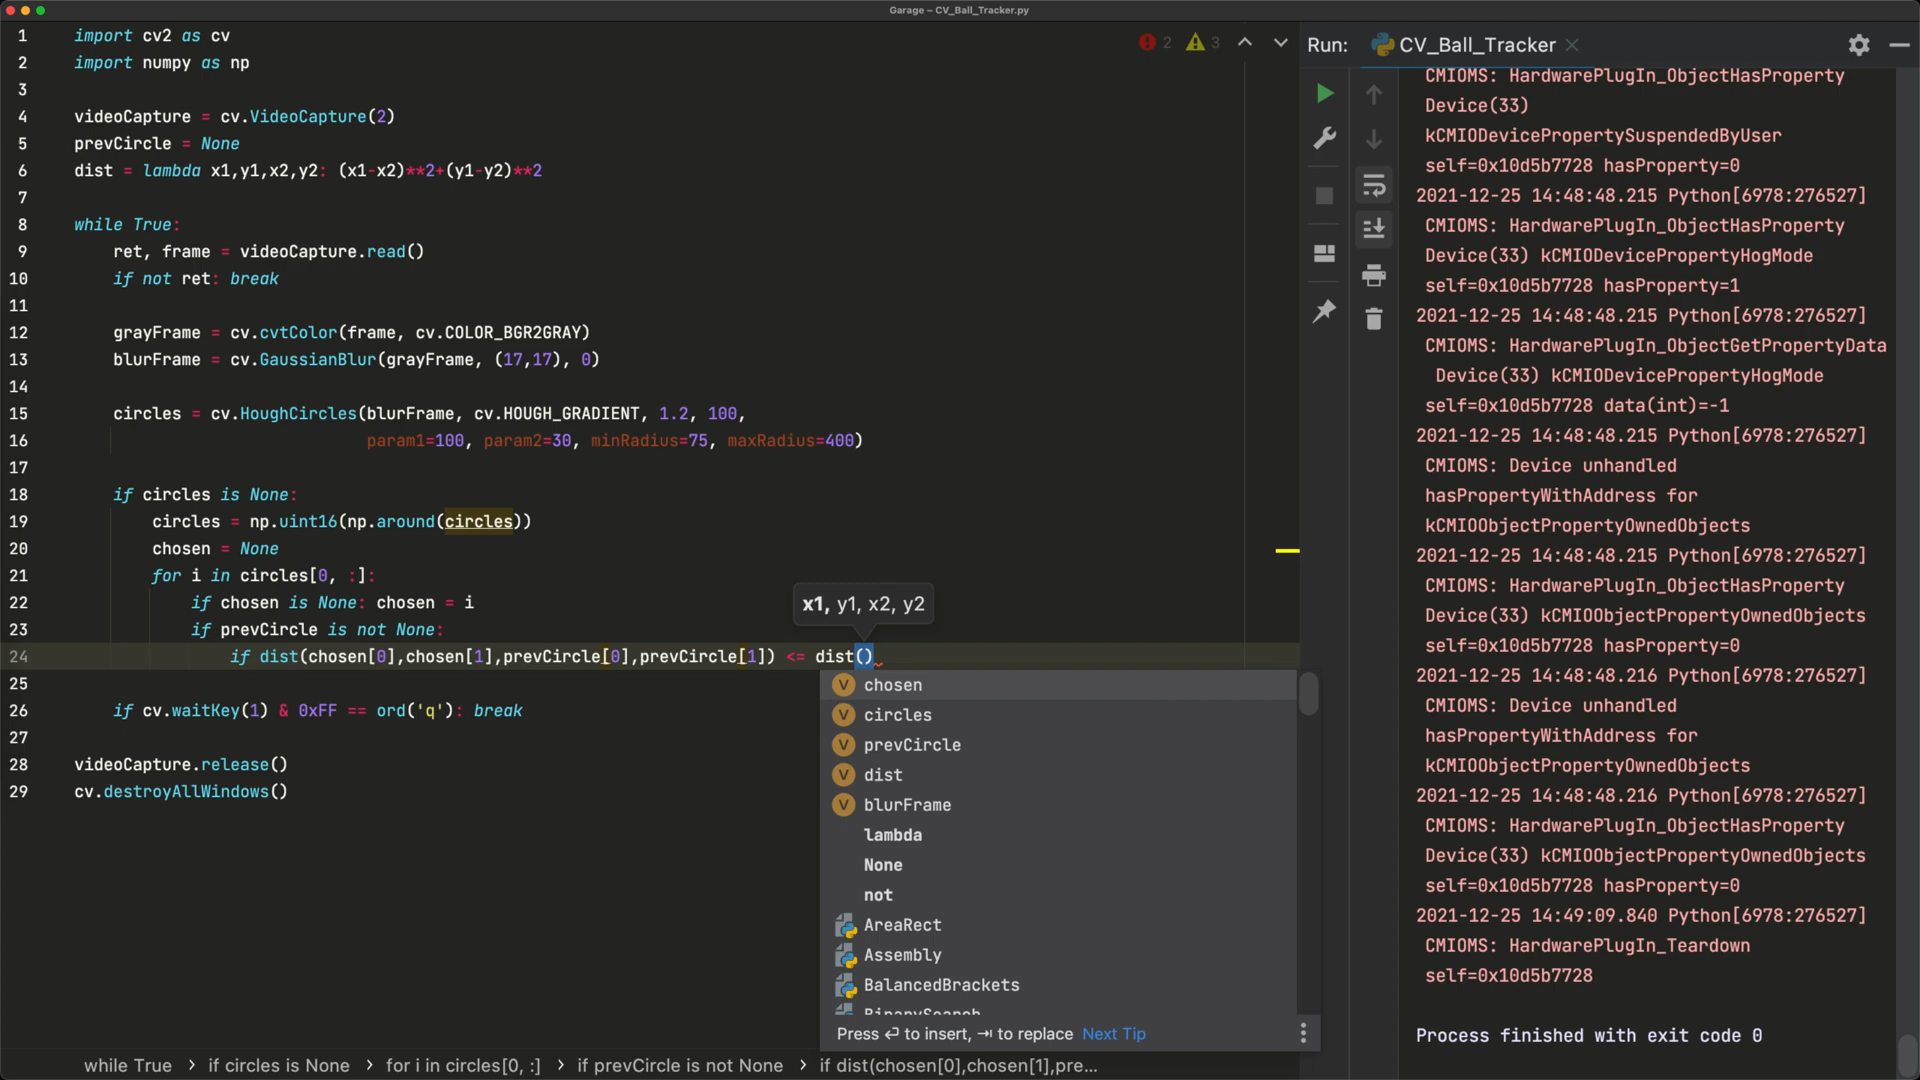 Garage – CV_Ball_Tracker.py
1 import cv2 as cv
2 import numpy as np
3
4 videoCapture = cv.VideoCapture(2)
5 prevCircle = None
6 dist = lambda x1,y1,x2,y2: (x1-x2)**2+(y1-y2)**2
7
8 while True:
9 ret, frame = videoCapture.read()
10 if not ret: break
11
12 grayFrame = cv.cvtColor(frame, cv.COLOR_BGR2GRAY)
13 blurFrame = cv.GaussianBlur(grayFrame, (17,17), 0)
14
15 circles = cv.HoughCircles(blurFrame, cv.HOUGH_GRADIENT, 1.2, 100,
16 param1=100, param2=30, minRadius=75, maxRadius=400)
17
18 if circles is None:
19 circles = np.uint16(np.around(circles))
20 chosen = None
21 for i in circles[0, :]:
22 if chosen is None: chosen = i
23 if prevCircle is not None:
24 if dist(chosen[0],chosen[1],prevCircle[0],prevCircle[1]) <= dist()
25
26 if cv.waitKey(1) & 0xFF == ord('q'): break
27
28 videoCapture.release()
29 cv.destroyAllWindows()
2 3
x1, y1, x2, y2
chosen
circles
prevCircle
dist
blurFrame
lambda
None
not
AreaRect
Assembly
BalancedBrackets
BinarySearch
Press ↵ to insert, ⇥ to replace Next Tip
while True > if circles is None > for i in circles[0, :] > if prevCircle is not None > if dist(chosen[0],chosen[1],pre...
Run: CV_Ball_Tracker
CMIOMS: HardwarePlugIn_ObjectHasProperty
Device(33)
kCMIODevicePropertySuspendedByUser
self=0x10d5b7728 hasProperty=0
2021-12-25 14:48:48.215 Python[6978:276527]
CMIOMS: HardwarePlugIn_ObjectHasProperty
Device(33) kCMIODevicePropertyHogMode
self=0x10d5b7728 hasProperty=1
2021-12-25 14:48:48.215 Python[6978:276527]
CMIOMS: HardwarePlugIn_ObjectGetPropertyData
Device(33) kCMIODevicePropertyHogMode
self=0x10d5b7728 data(int)=-1
2021-12-25 14:48:48.215 Python[6978:276527]
CMIOMS: Device unhandled
hasPropertyWithAddress for
kCMIOObjectPropertyOwnedObjects
2021-12-25 14:48:48.215 Python[6978:276527]
CMIOMS: HardwarePlugIn_ObjectHasProperty
Device(33) kCMIOObjectPropertyOwnedObjects
self=0x10d5b7728 hasProperty=0
2021-12-25 14:48:48.216 Python[6978:276527]
CMIOMS: Device unhandled
hasPropertyWithAddress for
kCMIOObjectPropertyOwnedObjects
2021-12-25 14:48:48.216 Python[6978:276527]
CMIOMS: HardwarePlugIn_ObjectHasProperty
Device(33) kCMIOObjectPropertyOwnedObjects
self=0x10d5b7728 hasProperty=0
2021-12-25 14:49:09.840 Python[6978:276527]
CMIOMS: HardwarePlugIn_Teardown
self=0x10d5b7728
Process finished with exit code 0